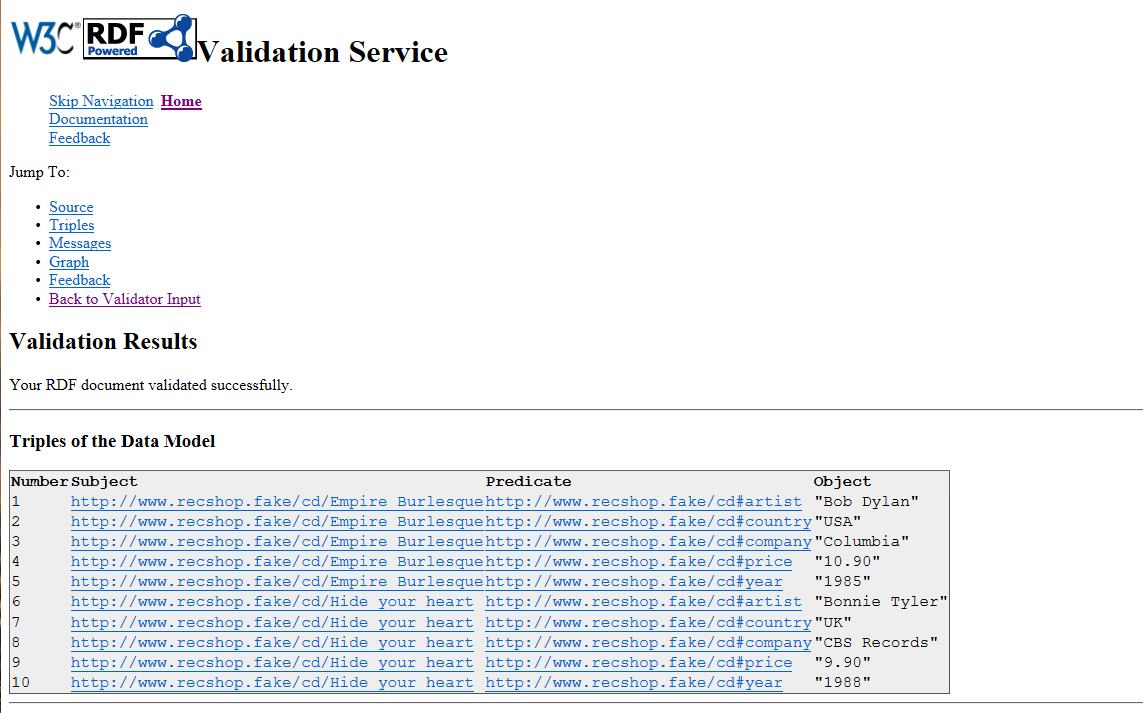 W3C® RDF Powered Validation Service
Skip Navigation Home
Documentation
Feedback
Jump To:
• Source
• Triples
• Messages
• Graph
• Feedback
• Back to Validator Input
Validation Results
Your RDF document validated successfully.
Triples of the Data Model
Number Subject Predicate Object
1 http://www.recshop.fake/cd/Empire Burlesque http://www.recshop.fake/cd#artist "Bob Dylan"
2 http://www.recshop.fake/cd/Empire Burlesque http://www.recshop.fake/cd#country "USA"
3 http://www.recshop.fake/cd/Empire Burlesque http://www.recshop.fake/cd#company "Columbia"
4 http://www.recshop.fake/cd/Empire Burlesque http://www.recshop.fake/cd#price "10.90"
5 http://www.recshop.fake/cd/Empire Burlesque http://www.recshop.fake/cd#year "1985"
6 http://www.recshop.fake/cd/Hide your heart http://www.recshop.fake/cd#artist "Bonnie Tyler"
7 http://www.recshop.fake/cd/Hide your heart http://www.recshop.fake/cd#country "UK"
8 http://www.recshop.fake/cd/Hide your heart http://www.recshop.fake/cd#company "CBS Records"
9 http://www.recshop.fake/cd/Hide your heart http://www.recshop.fake/cd#price "9.90"
10 http://www.recshop.fake/cd/Hide your heart http://www.recshop.fake/cd#year "1988"